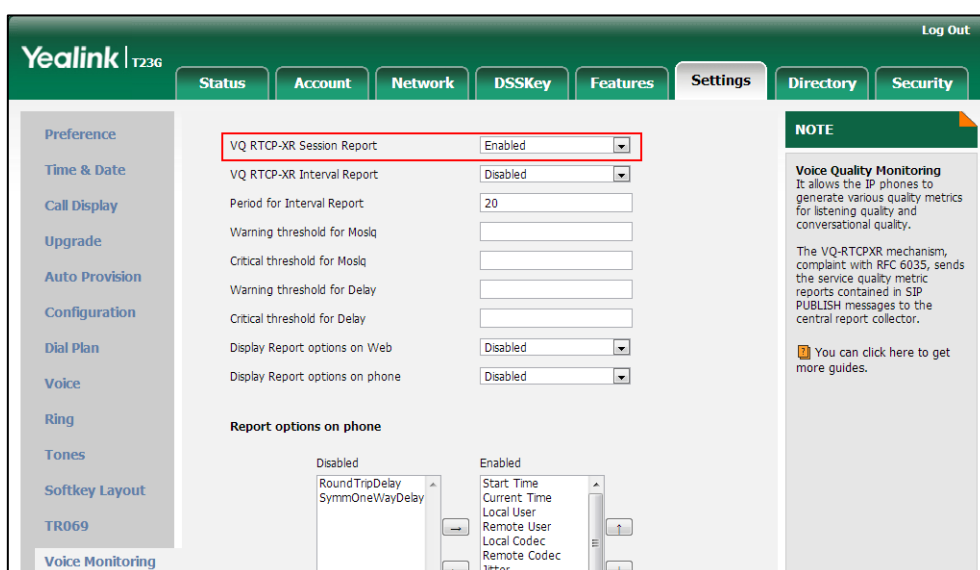 Log Out
Yealink T23G
Status Account Network DSSKey Features Settings Directory Security
Preference
Time & Date
Call Display
Upgrade
Auto Provision
Configuration
Dial Plan
Voice
Ring
Tones
Softkey Layout
TR069
Voice Monitoring
VQ RTCP-XR Session Report Enabled
VQ RTCP-XR Interval Report Disabled
Period for Interval Report 20
Warning threshold for Moslq
Critical threshold for Moslq
Warning threshold for Delay
Critical threshold for Delay
Display Report options on Web Disabled
Display Report options on phone Disabled
Report options on phone
Disabled
RoundTripDelay
SymmOneWayDelay
Enabled
Start Time
Current Time
Local User
Remote User
Local Codec
Remote Codec
Jitter
NOTE
Voice Quality Monitoring
It allows the IP phones to
generate various quality metrics
for listening quality and
conversational quality.
The VQ-RTCPXR mechanism,
complaint with RFC 6035, sends
the service quality metric
reports contained in SIP
PUBLISH messages to the
central report collector.
You can click here to get
more guides.